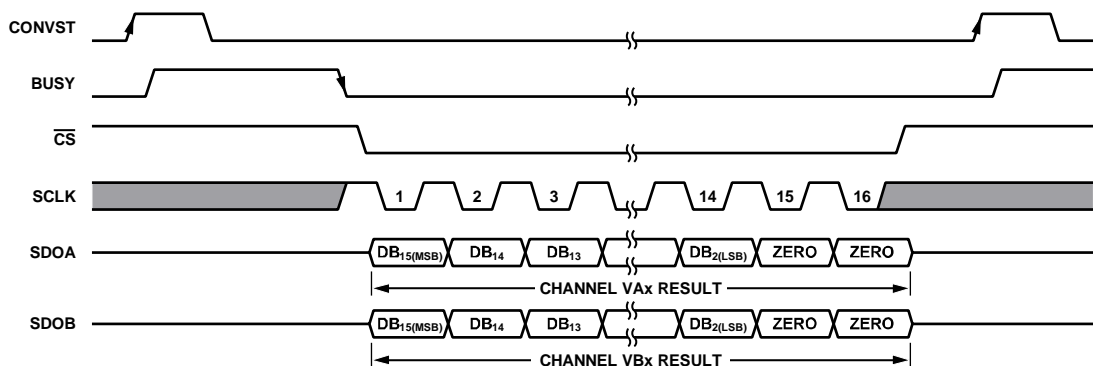 CONVST
BUSY
CS
SCLK 1 2 3 14 15 16
SDOA DB15(MSB) DB14 DB13 DB2(LSB) ZERO ZERO
CHANNEL VAx RESULT
SDOB DB15(MSB) DB14 DB13 DB2(LSB) ZERO ZERO
CHANNEL VBx RESULT